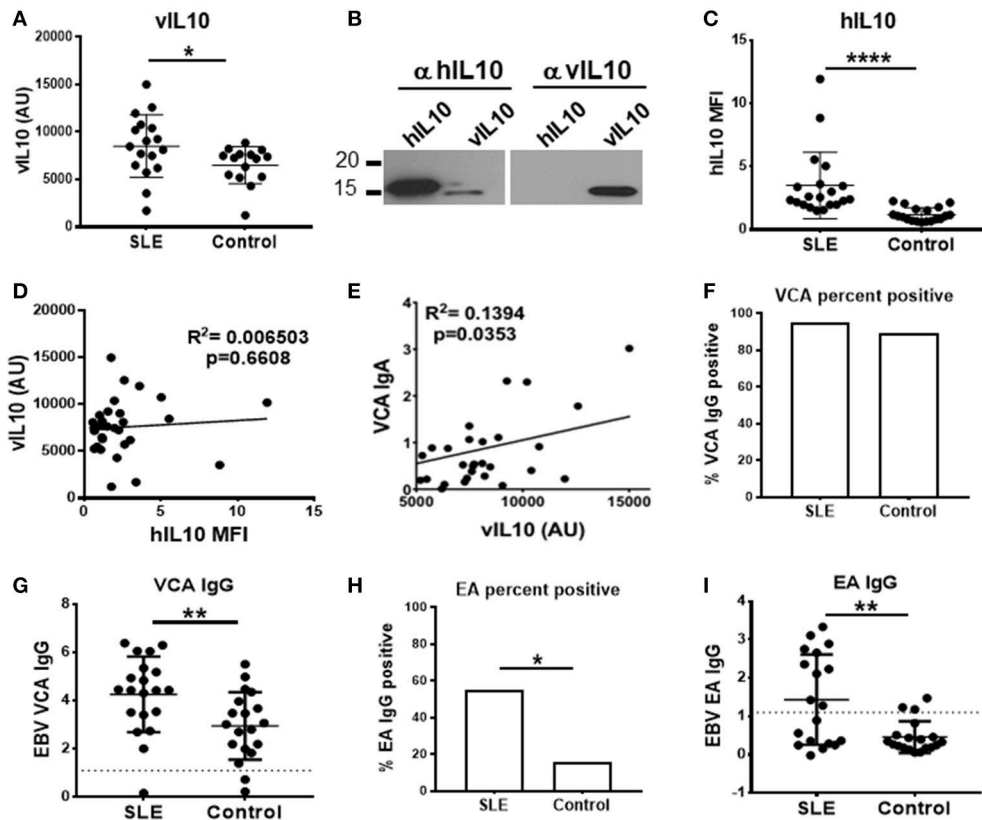 A
vIL10
*
vIL10 (AU)
20000
15000
10000
5000
0
SLE
Control
B
α hIL10
α vIL10
hIL10
vIL10
hIL10
vIL10
20
15
C
hIL10
****
hIL10 MFI
15
10
5
0
SLE
Control
D
vIL10 (AU)
20000
15000
10000
5000
0
R²= 0.006503
p=0.6608
0
5
10
15
hIL10 MFI
E
VCA IgA
4
3
2
1
0
R²= 0.1394
p=0.0353
5000
10000
15000
vIL10 (AU)
F
VCA percent positive
% VCA IgG positive
100
80
60
40
20
0
SLE
Control
G
VCA IgG
**
EBV VCA IgG
8
6
4
2
0
SLE
Control
H
EA percent positive
*
% EA IgG positive
100
80
60
40
20
0
SLE
Control
I
EA IgG
**
EBV EA IgG
4
3
2
1
0
-1
SLE
Control